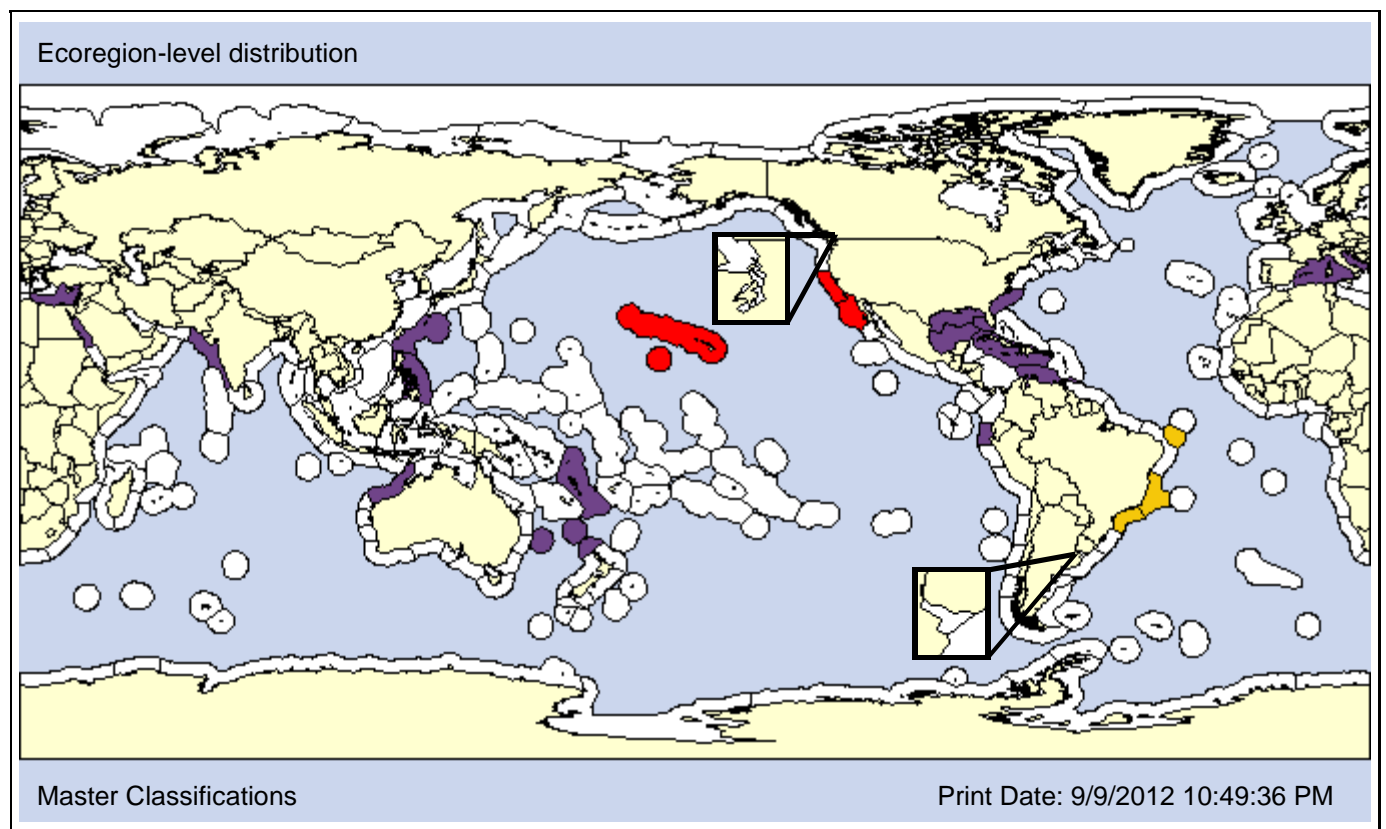 Ecoregion-level distribution
Master Classifications
Print Date: 9/9/2012 10:49:36 PM